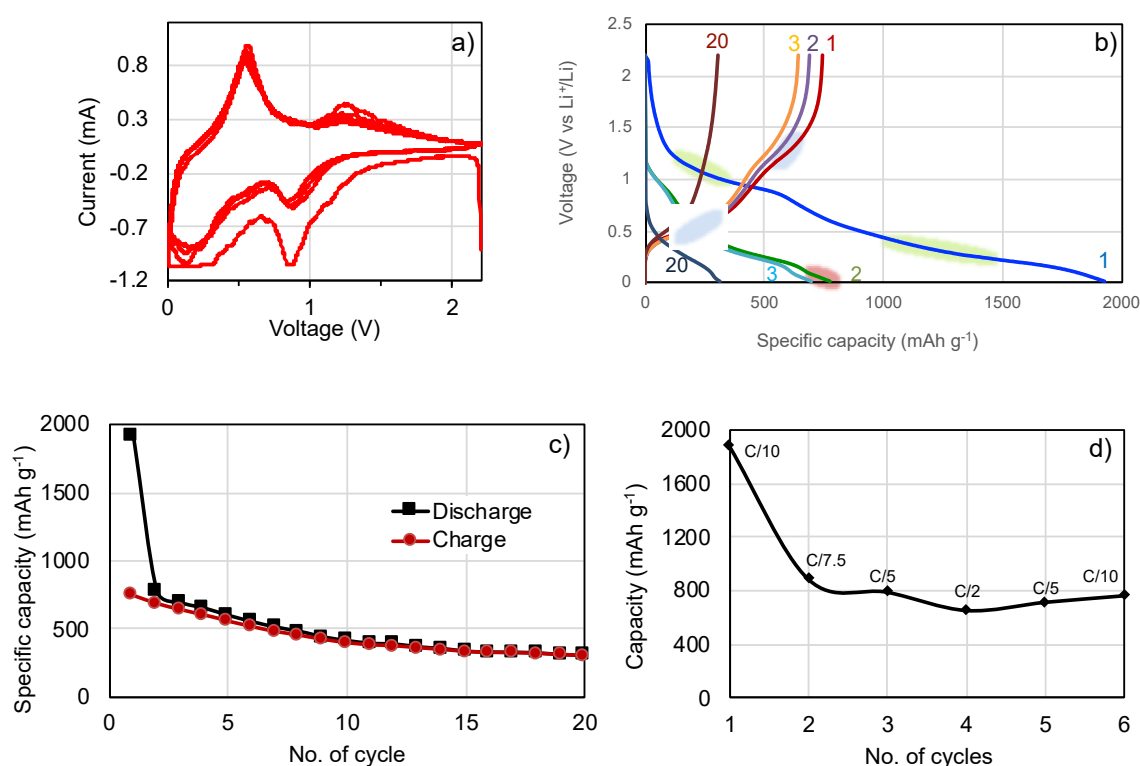 a)
0.8
0.3
-0.2
-0.7
-1.2
0
1
2
Current (mA)
Voltage (V)
b)
20
3
2
1
2.5
2
1.5
1
0.5
0
20
3
2
1
0
500
1000
1500
2000
Voltage (V vs Li⁺/Li)
Specific capacity (mAh g⁻¹)
c)
2000
1500
1000
500
0
0
5
10
15
20
Discharge
Charge
Specific capacity (mAh g⁻¹)
No. of cycle
d)
2000
1600
1200
800
400
0
1
2
3
4
5
6
C/10
C/7.5
C/5
C/2
C/5
C/10
Capacity (mAh g⁻¹)
No. of cycles